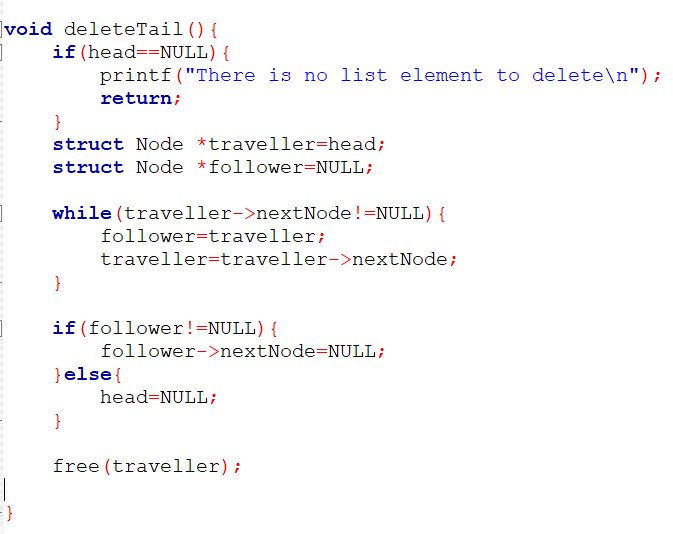 void deleteTail(){
    if(head==NULL){
        printf("There is no list element to delete\n");
        return;
    }
    struct Node *traveller=head;
    struct Node *follower=NULL;

    while(traveller->nextNode!=NULL){
        follower=traveller;
        traveller=traveller->nextNode;
    }

    if(follower!=NULL){
        follower->nextNode=NULL;
    }else{
        head=NULL;
    }

    free(traveller);

}